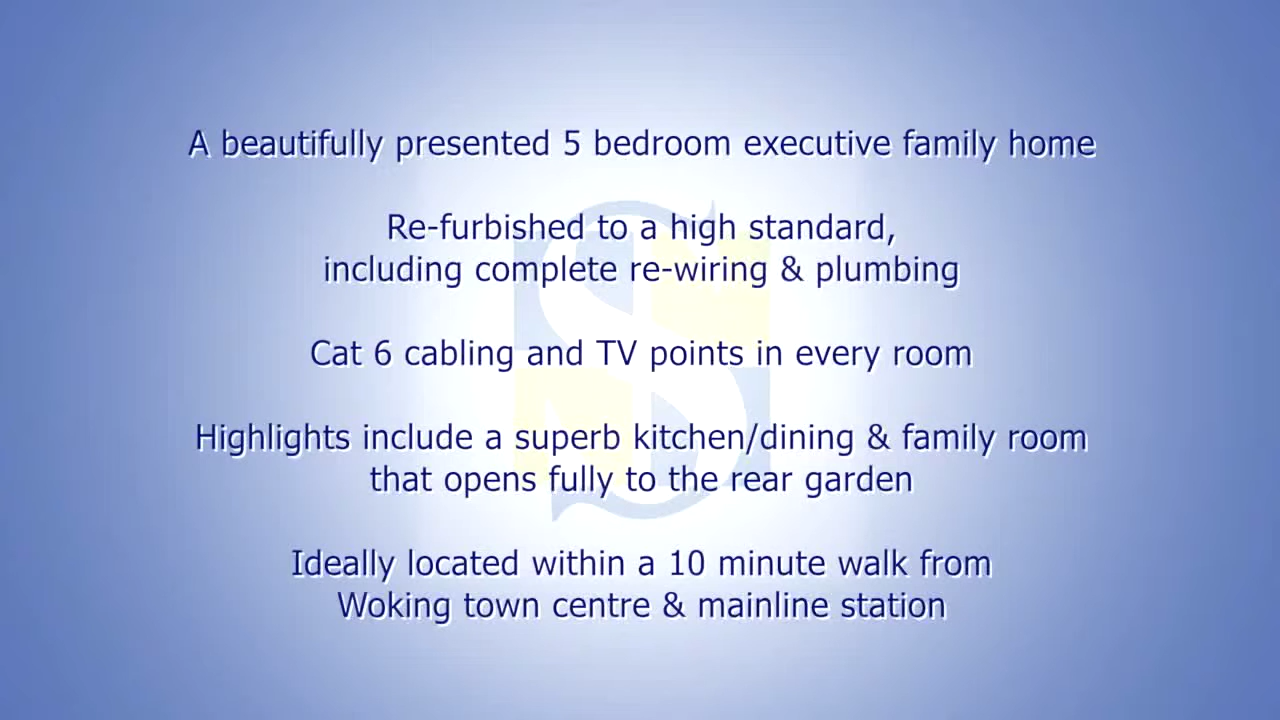 A beautifully presented 5 bedroom executive family home
Re-furbished to a high standard,
including complete re-wiring & plumbing
Cat 6 cabling and TV points in every room
Highlights include a superb kitchen/dining & family room
that opens fully to the rear garden
Ideally located within a 10 minute walk from
Woking town centre & mainline station